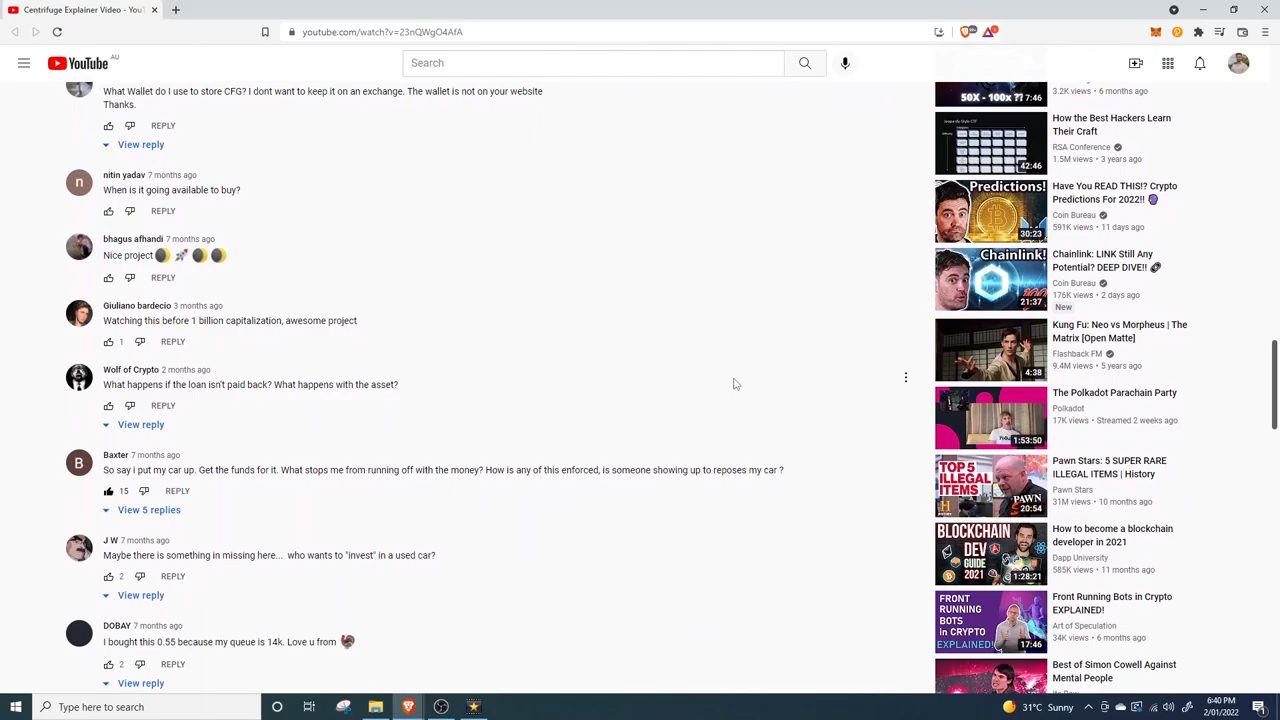 Centrifuge Explainer Video - You
youtube.com/watch?v=23nQWgO4AfA
YouTube AU
Search
What Wallet do I use to store CFG? I dont want to keep it on an exchange. The wallet is not on your website
Thanks.
REPLY
View reply
n
nitin yadav 7 months ago
When is it going available to buy?
REPLY
bhagus afhandi 7 months ago
Nice project🌒 🚀 🌒 🌒
REPLY
Giuliano bardecio 3 months ago
Watching this before 1 billion capitalization, awesome project
1 REPLY
Wolf of Crypto 2 months ago
What happens if the loan isn't paid back? What happens with the asset?
REPLY
View reply
B
Baxter 7 months ago
So say i put my car up. Get the funds for it. What stops me from running off with the money? How is any of this enforced, is someone showing up to reposes my car ?
15 REPLY
View 5 replies
J W 7 months ago
Maybe there is something in missing here... who wants to "invest" in a used car?
2 REPLY
View reply
DOBAY 7 months ago
I bought this 0.55 because my queue is 14k. Love u from 🦃
2 REPLY
View reply
50X - 100x ?? 7:46
3.2K views • 6 months ago
42:46
How the Best Hackers Learn
Their Craft
RSA Conference
1.5M views • 3 years ago
Predictions!
30:23
Have You READ THIS!? Crypto
Predictions For 2022!! 🔮
Coin Bureau
591K views • 11 days ago
Chainlink!
21:37
Chainlink: LINK Still Any
Potential? DEEP DIVE!! 🔗
Coin Bureau
176K views • 2 days ago
New
4:38
Kung Fu: Neo vs Morpheus | The
Matrix [Open Matte]
Flashback FM
9.4M views • 5 years ago
1:53:50
The Polkadot Parachain Party
Polkadot
17K views • Streamed 2 weeks ago
TOP 5
ILLEGAL
ITEMS
H
PAWN
20:54
Pawn Stars: 5 SUPER RARE
ILLEGAL ITEMS | History
Pawn Stars
31M views • 10 months ago
BLOCKCHAIN
DEV
GUIDE
2021
1:28:21
How to become a blockchain
developer in 2021
Dapp University
585K views • 11 months ago
FRONT
RUNNING
BOTS
in CRYPTO
EXPLAINED!
17:46
Front Running Bots in Crypto
EXPLAINED!
Art of Speculation
34K views • 6 months ago
Best of Simon Cowell Against
Mental People
Type here to search
31°C Sunny
6:40 PM
2/01/2022